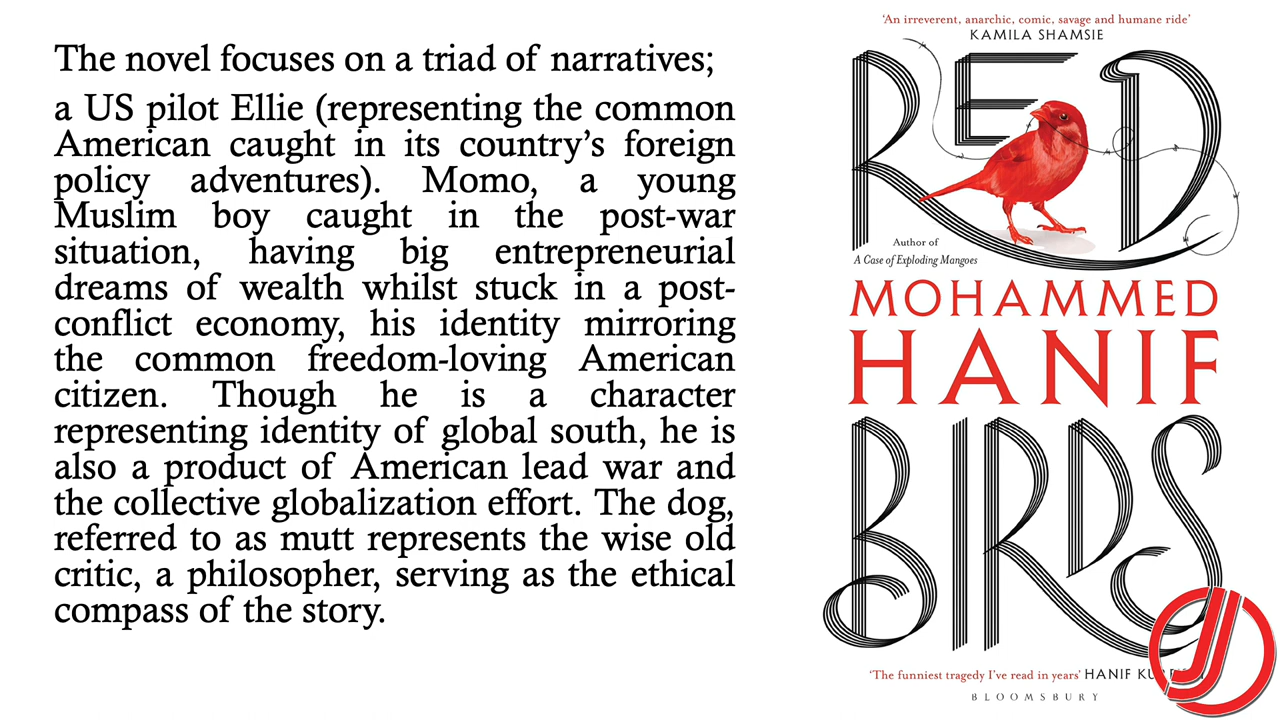 The novel focuses on a triad of narratives;
a US pilot Ellie (representing the common
American caught in its country’s foreign
policy adventures). Momo, a young
Muslim boy caught in the post-war
situation, having big entrepreneurial
dreams of wealth whilst stuck in a post-
conflict economy, his identity mirroring
the common freedom-loving American
citizen. Though he is a character
representing identity of global south, he is
also a product of American lead war and
the collective globalization effort. The dog,
referred to as mutt represents the wise old
critic, a philosopher, serving as the ethical
compass of the story.
‘An irreverent, anarchic, comic, savage and humane ride’
KAMILA SHAMSIE
RED
Author of
A Case of Exploding Mangoes
MOHAMMED
HANIF
BIRDS
‘The funniest tragedy I’ve read in years’ HANIF
BLOOMSBURY